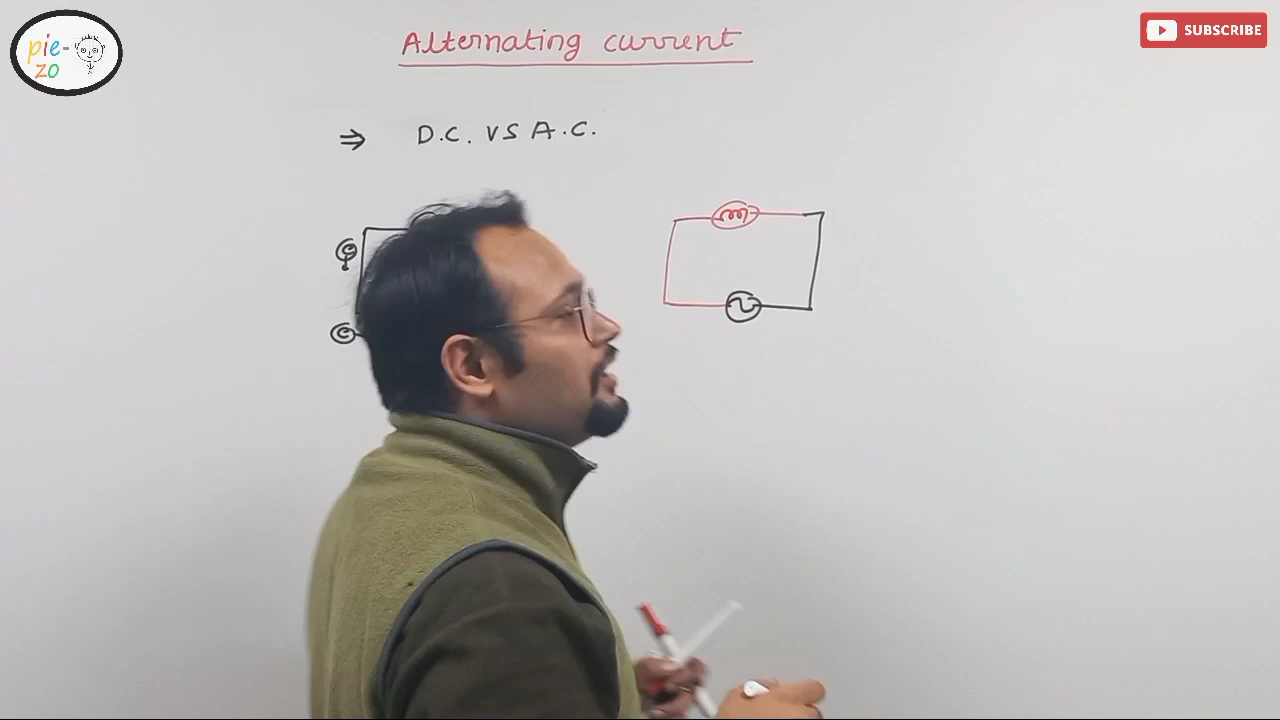 pie-
zo
SUBSCRIBE
Alternating current
⇒ D.C. VS A.C.
e
e